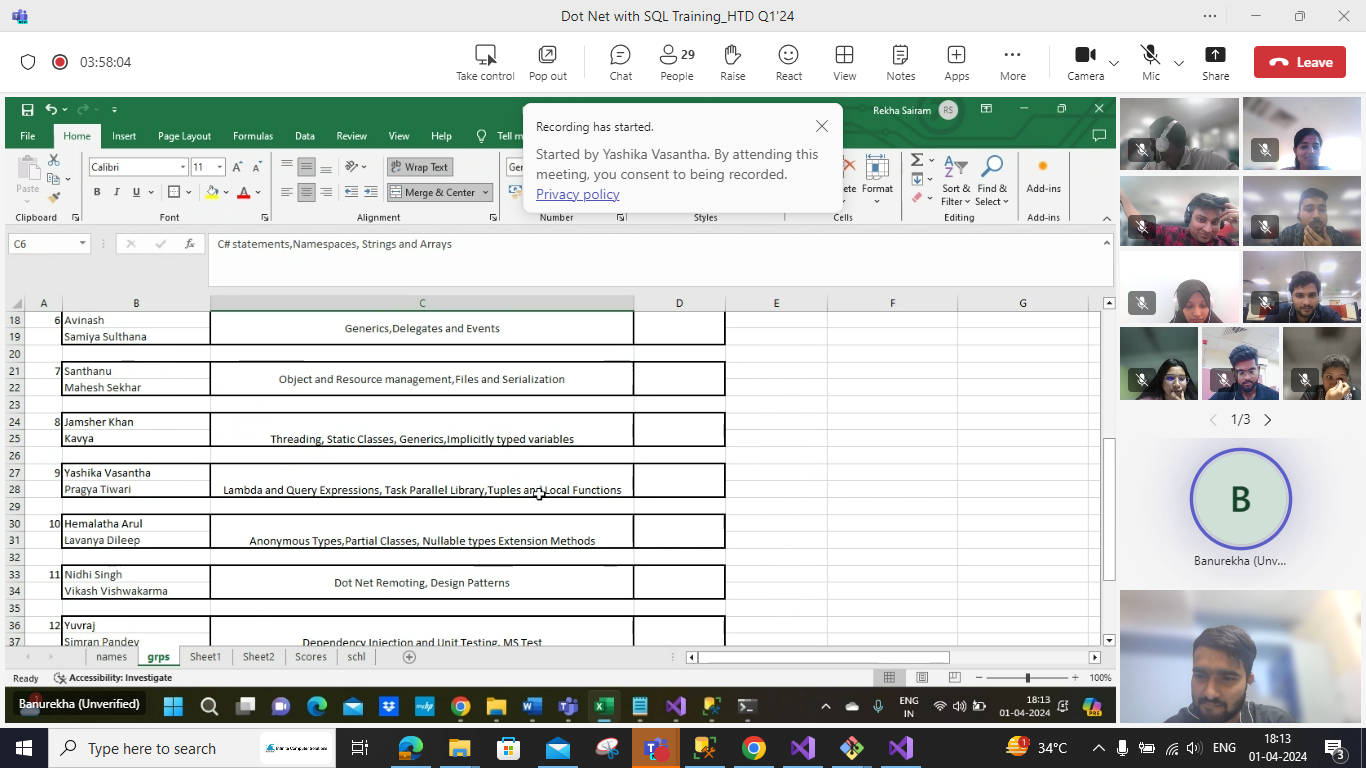 Dot Net with SQL Training_HTD Q1'24
03:58:04
Take control
Pop out
Chat
29
People
Raise
React
View
Notes
Apps
More
Camera
Mic
Share
Leave
Rekha Sairam RS
File Home Insert Page Layout Formulas Data Review View Help Tell m
Recording has started.
Started by Yashika Vasantha. By attending this
meeting, you consent to being recorded.
Privacy policy
Paste
Calibri 11
B I U
Wrap Text
Merge & Center
Format
Sort &
Filter
Find &
Select
Add-ins
Clipboard Font Alignment Number Styles Cells Editing Add-ins
C6 fx C# statements,Namespaces, Strings and Arrays
A B C D E F G
18 6 Avinash
Generics,Delegates and Events
19 Samiya Sulthana
20
21 7 Santhanu
Object and Resource management,Files and Serialization
22 Mahesh Sekhar
23
24 8 Jamsher Khan
25 Kavya Threading, Static Classes, Generics,Implicitly typed variables
26
27 9 Yashika Vasantha
28 Pragya Tiwari Lambda and Query Expressions, Task Parallel Library,Tuples and Local Functions
29
30 10 Hemalatha Arul
31 Lavanya Dileep Anonymous Types,Partial Classes, Nullable types Extension Methods
32
33 11 Nidhi Singh
Dot Net Remoting, Design Patterns
34 Vikash Vishwakarma
35
36 12 Yuvraj
37 Simran Pandey Dependency Injection and Unit Testing, MS Test
names grps Sheet1 Sheet2 Scores schl
Ready Accessibility: Investigate 100%
Banurekha (Unverified)
ENG
IN
18:13
01-04-2024
1/3
B
Banurekha (Unv...
Type here to search
34°C
ENG
18:13
01-04-2024
3